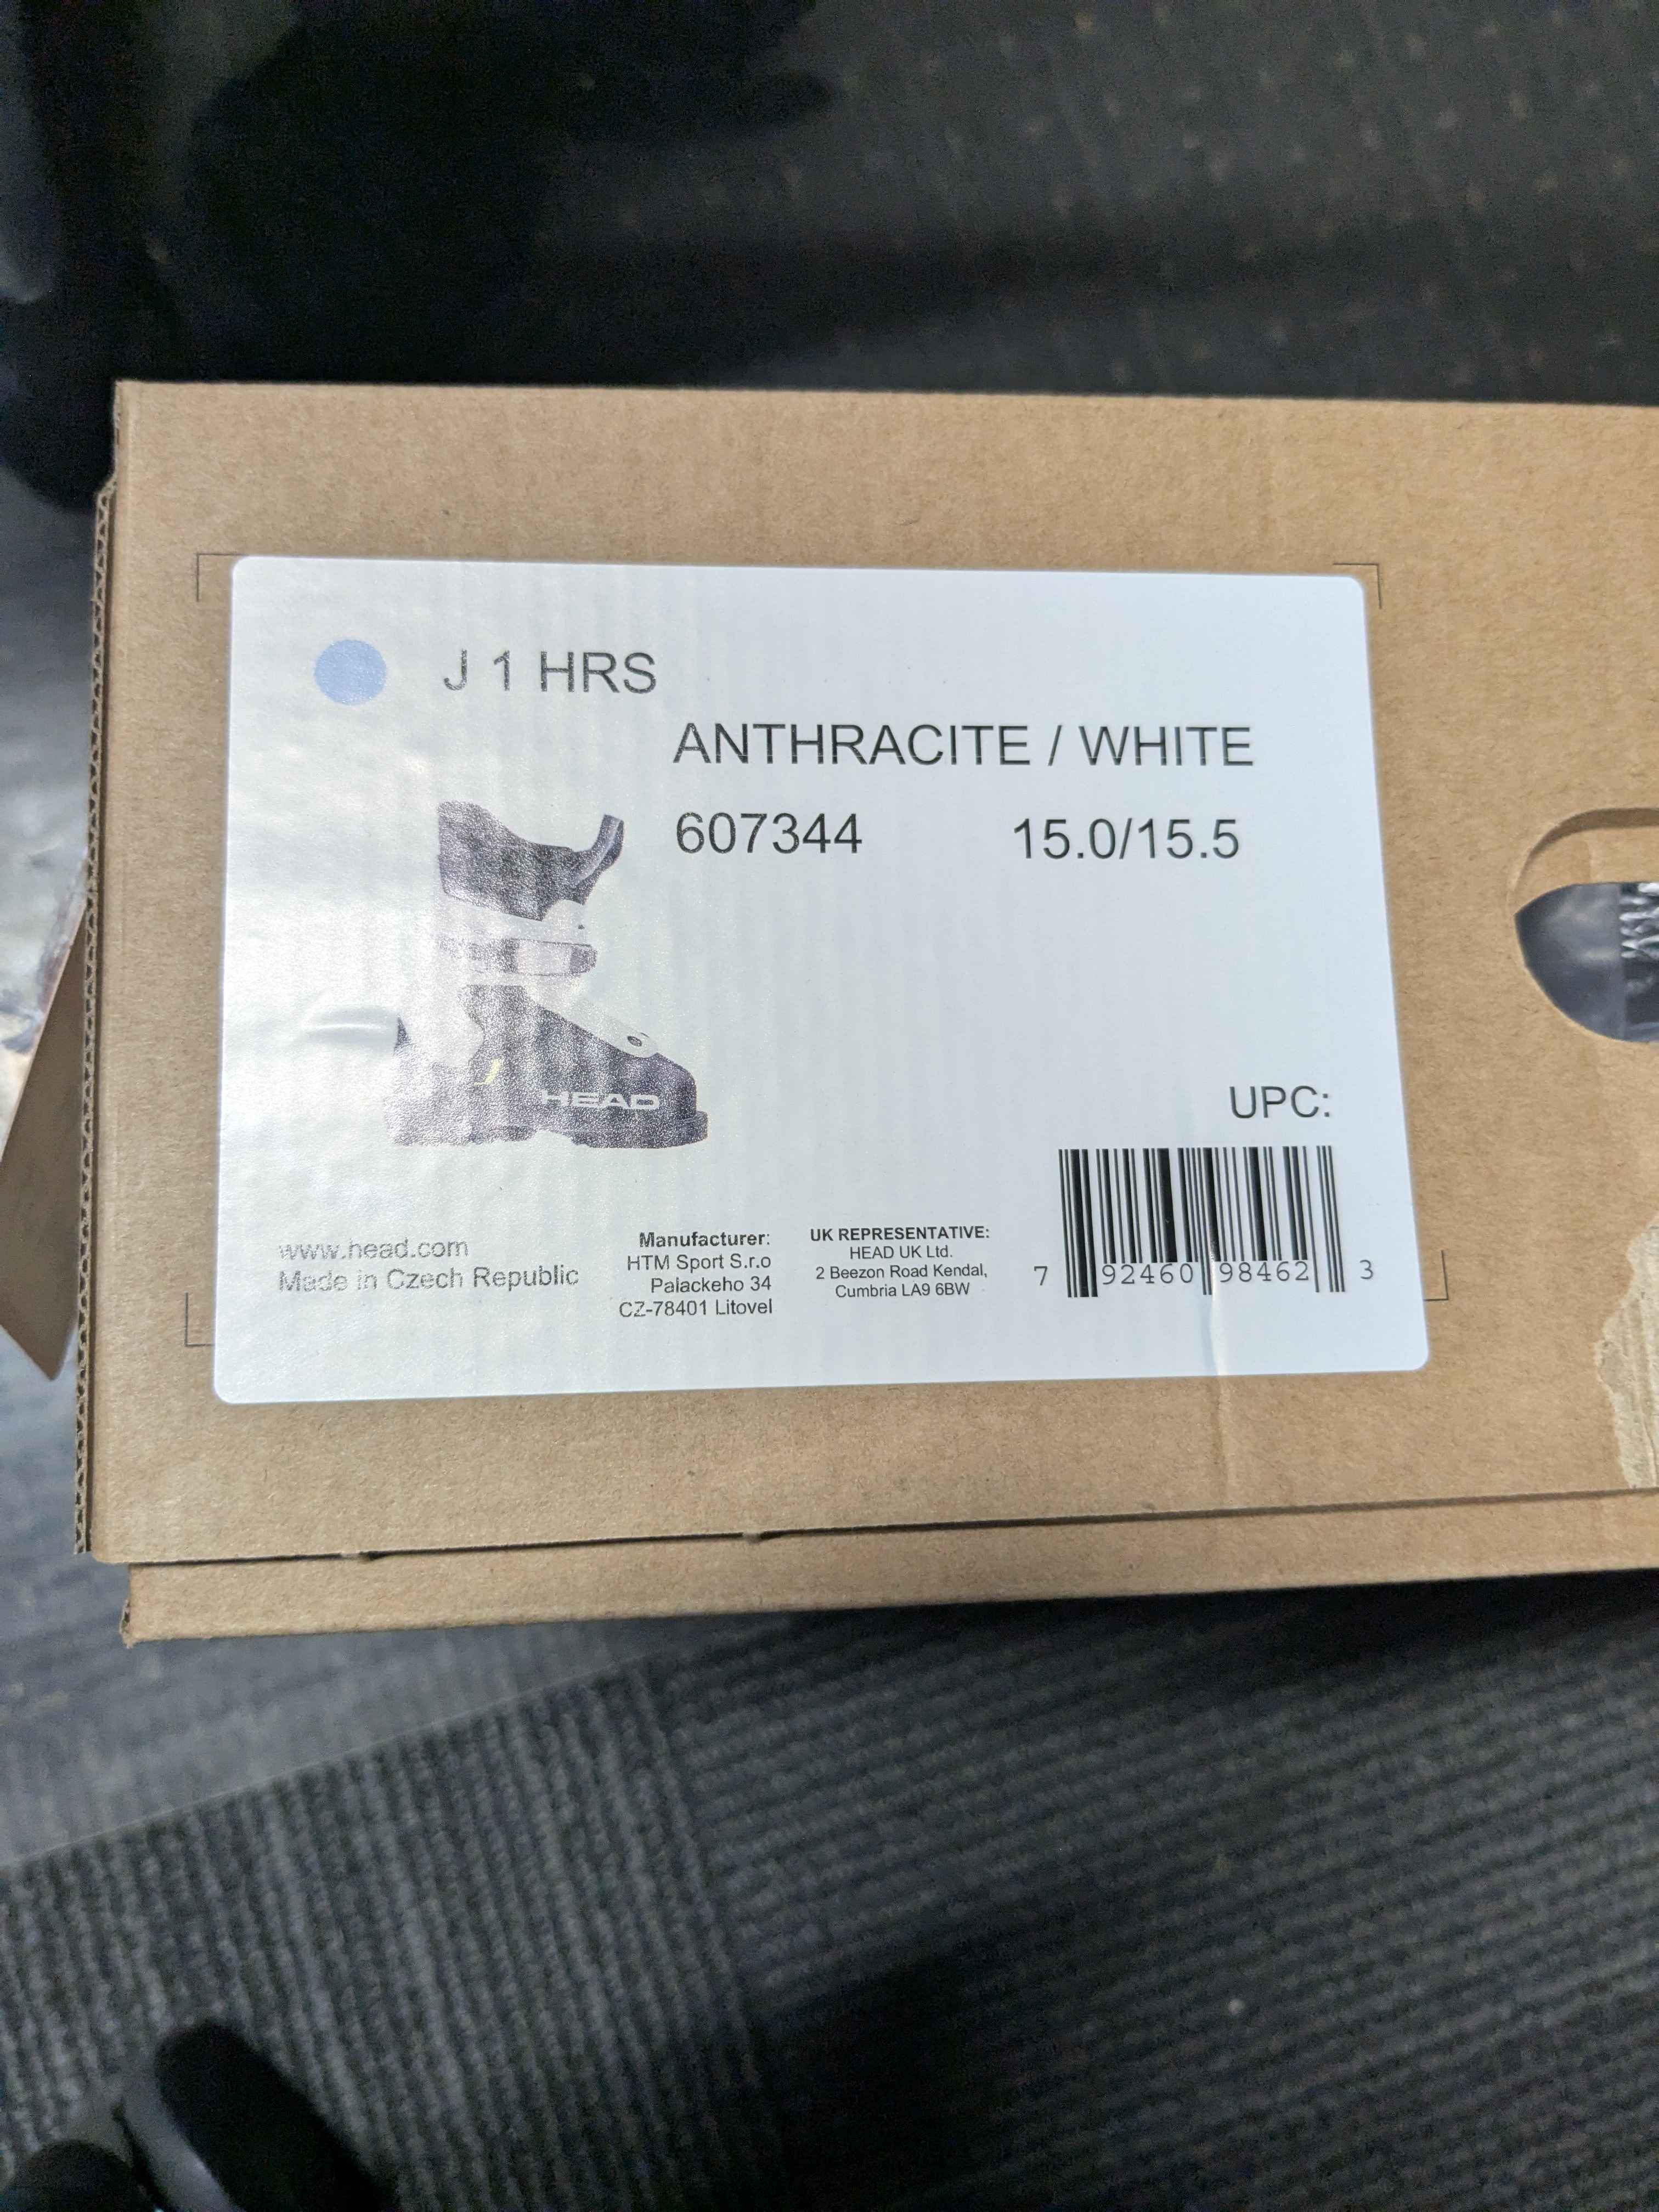 J 1 HRS
ANTHRACITE / WHITE
607344 15.0/15.5
HEAD
UPC:
www.head.com
Made in Czech Republic
Manufacturer:
HTM Sport S.r.o
Palackeho 34
CZ-78401 Litovel
UK REPRESENTATIVE:
HEAD UK Ltd.
2 Beezon Road Kendal,
Cumbria LA9 6BW
7 92460 98462 3